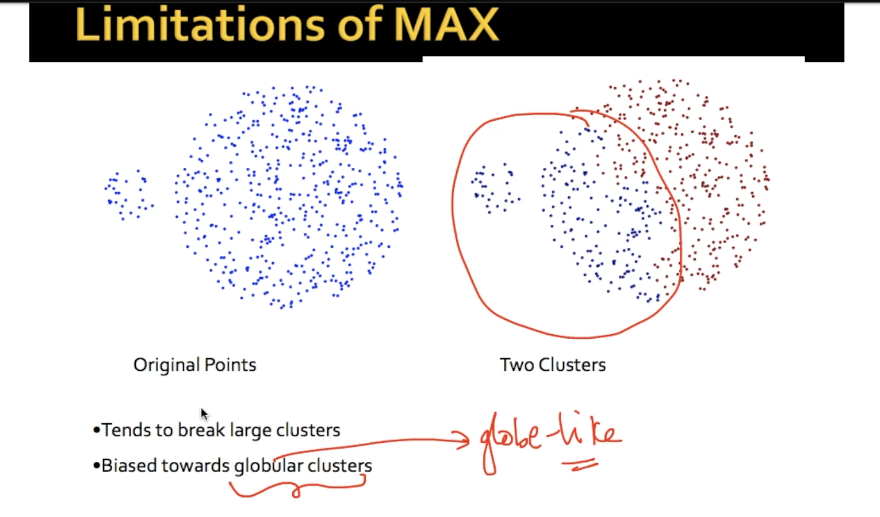 Limitations of MAX
Original Points
Two Clusters
•Tends to break large clusters
•Biased towards globular clusters
globe-like